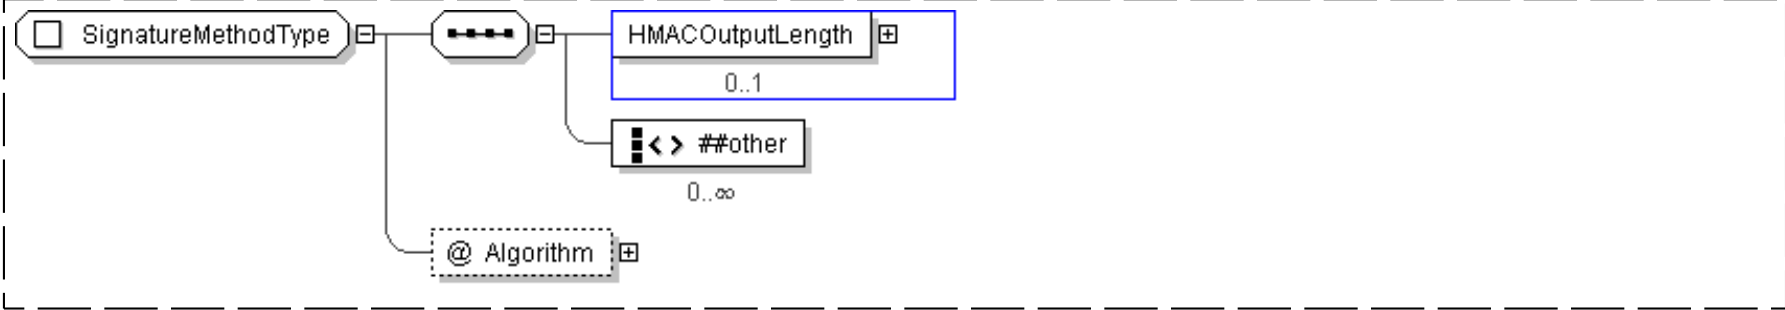 SignatureMethodType
HMACOutputLength
0..1
##other
0..∞
@ Algorithm